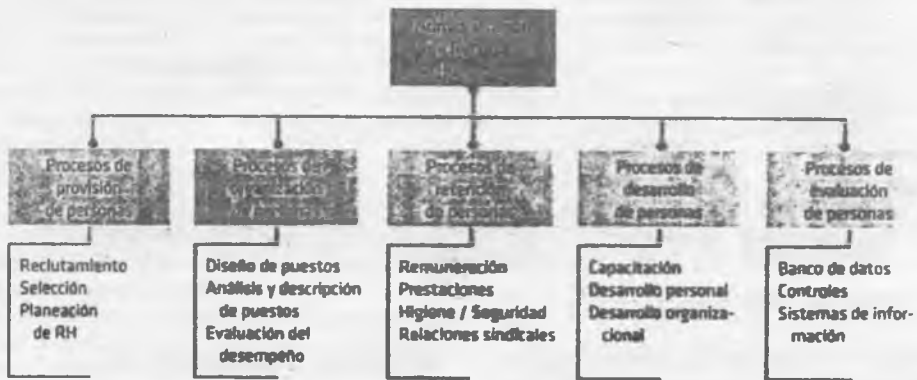 Procesos de
provisión
de personas
Reclutamiento
Selección
Planeación
de RH
Procesos de
organización
de personas
Diseño de puestos
Análisis y descripción
de puestos
Evaluación del
desempeño
Procesos de
retención
de personas
Remuneración
Prestaciones
Higiene / Seguridad
Relaciones sindicales
Procesos de
desarrollo
de personas
Capacitación
Desarrollo personal
Desarrollo organiza-
cional
Procesos de
evaluación
de personas
Banco de datos
Controles
Sistemas de infor-
mación